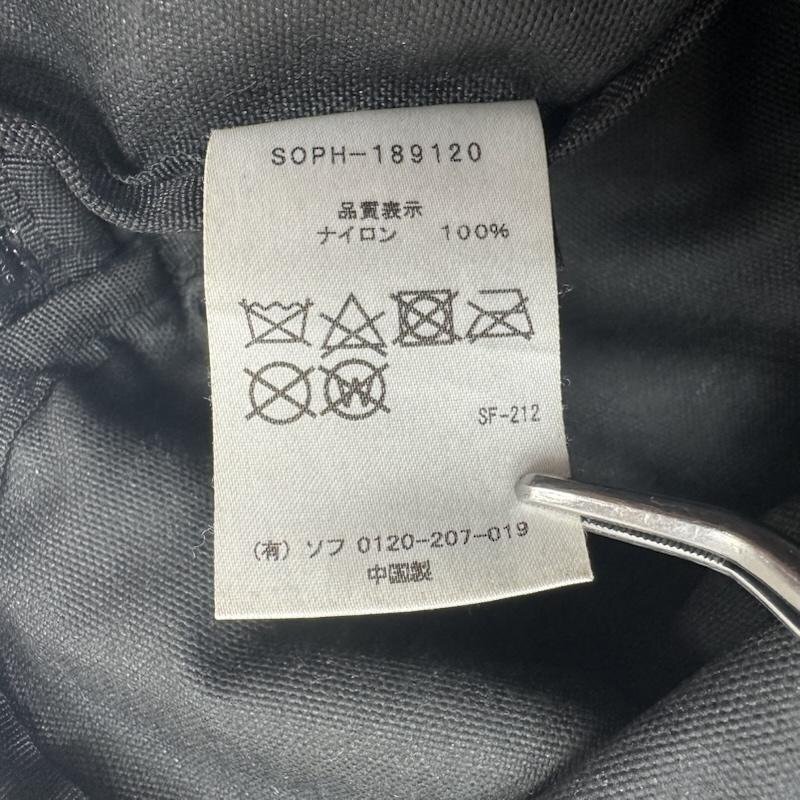 SOPH-189120
品質表示
ナイロン 100%
W
SF-212
(有) ソフ 0120-207-019
中国製